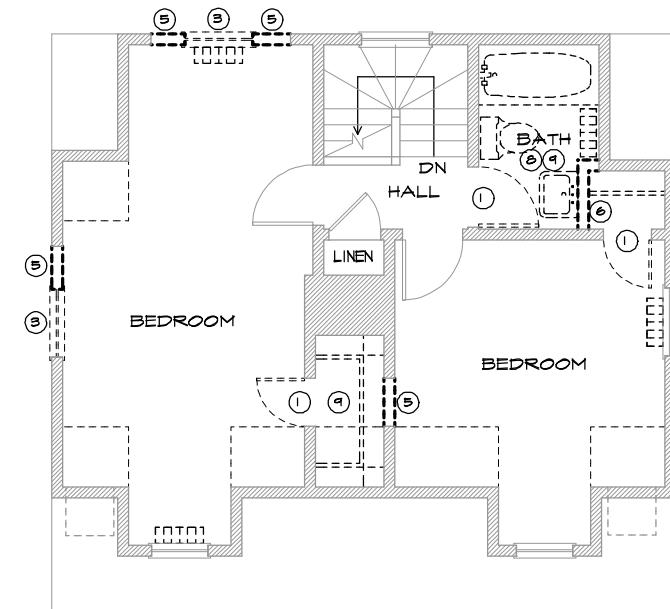 5 3 5
BATH
8 9
DN
HALL
1
6
1
LINEN
5
3
BEDROOM
BEDROOM
1 9 5